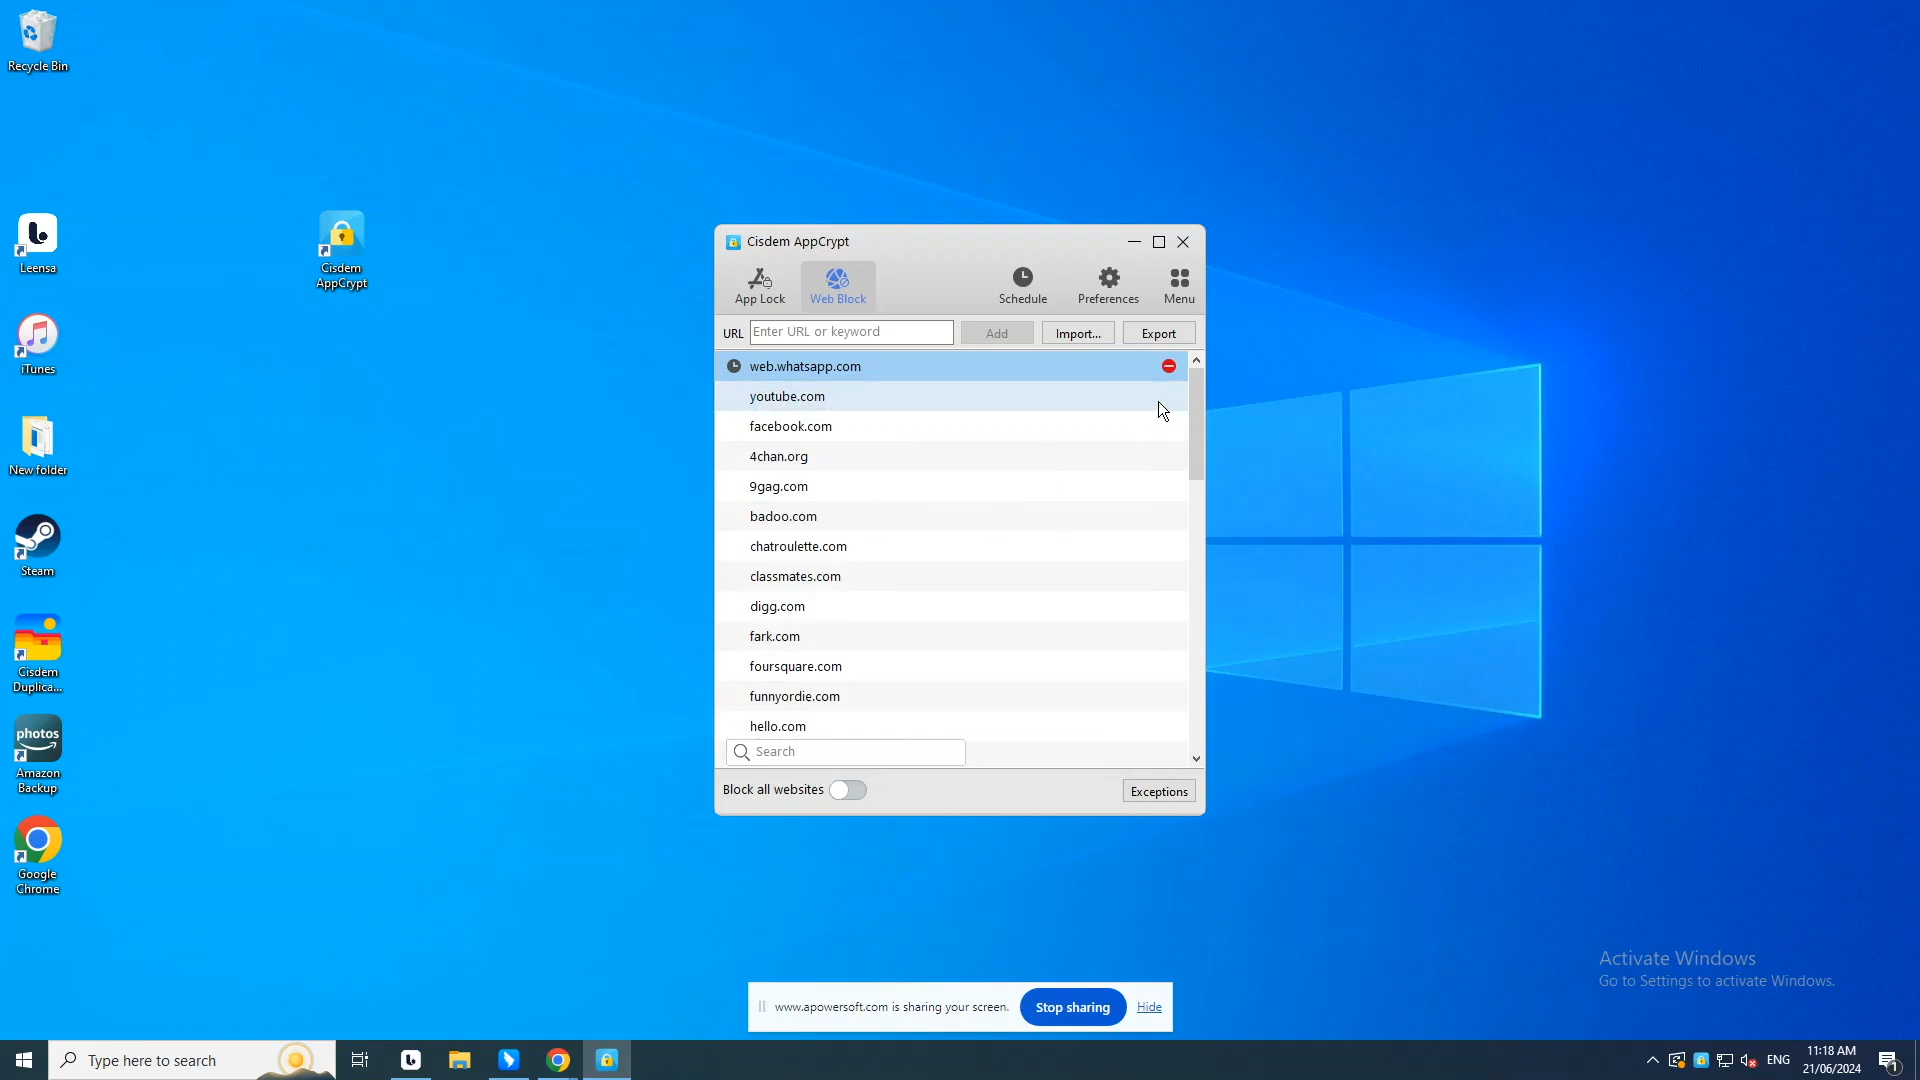 Recycle Bin
Leensa
Cisdem
AppCrypt
iTunes
New folder
Steam
Cisdem
Duplica...
photos
Amazon
Backup
Google
Chrome
Cisdem AppCrypt
App Lock
Web Block
Schedule
Preferences
Menu
URL
Enter URL or keyword
Add
Import...
Export
web.whatsapp.com
youtube.com
facebook.com
4chan.org
9gag.com
badoo.com
chatroulette.com
classmates.com
digg.com
fark.com
foursquare.com
funnyordie.com
hello.com
Search
Block all websites
Exceptions
Activate Windows
Go to Settings to activate Windows.
www.apowersoft.com is sharing your screen.
Stop sharing
Hide
Type here to search
ENG
11:18 AM
21/06/2024
1